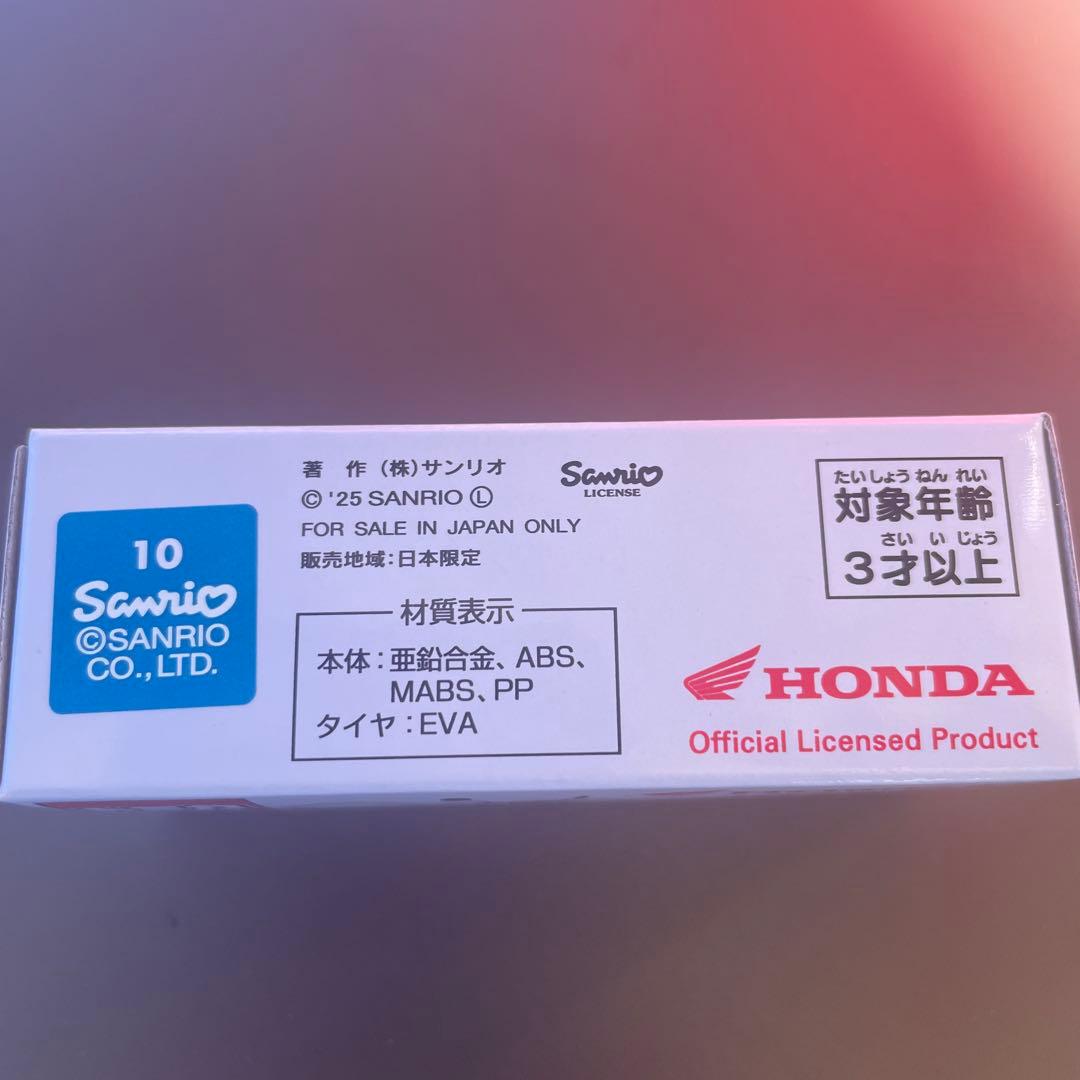 10
Sanrio
©SANRIO
CO.,LTD.
著 作 (株)サンリオ
© '25 SANRIO Ⓛ
FOR SALE IN JAPAN ONLY
販売地域:日本限定
Sanrio
LICENSE
材質表示
本体:亜鉛合金、ABS、
MABS、PP
タイヤ:EVA
たいしょう ねん れい
対象年齢
さい い じょう
3才以上
HONDA
Official Licensed Product